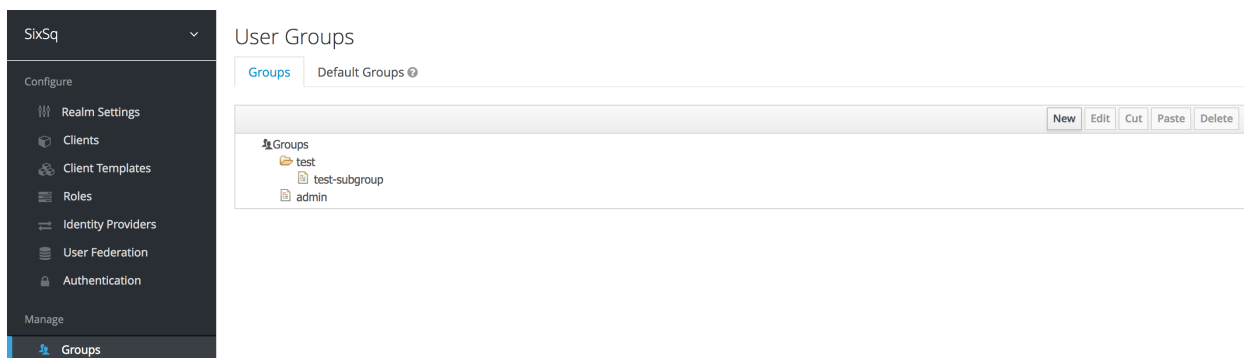 SixSq
Configure
Realm Settings
Clients
Client Templates
Roles
Identity Providers
User Federation
Authentication
Manage
Groups
User Groups
Groups Default Groups
New Edit Cut Paste Delete
Groups
test
test-subgroup
admin